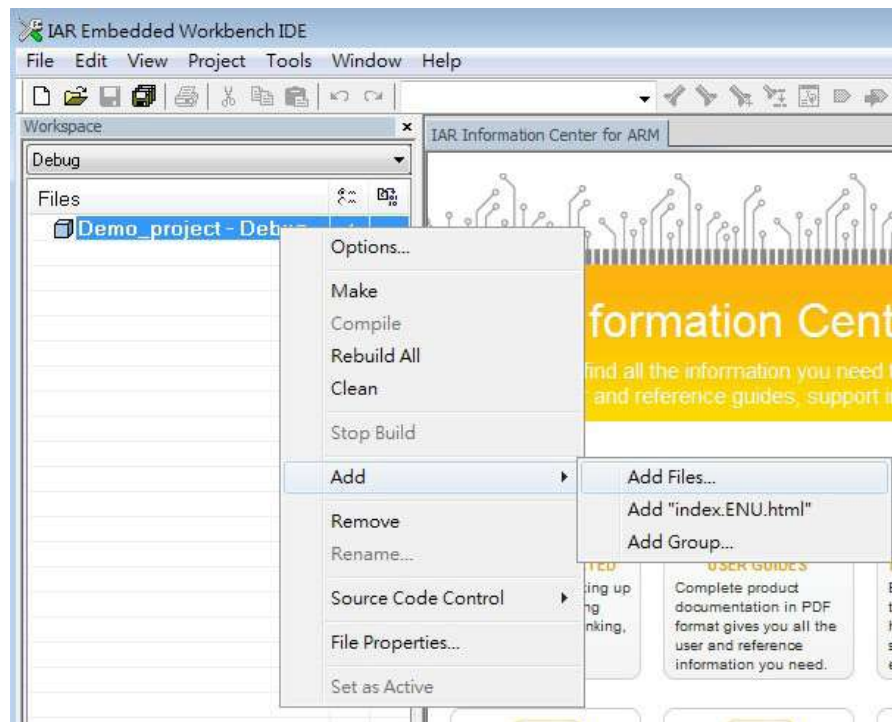 IAR Embedded Workbench IDE
File Edit View Project Tools Window Help
Workspace
Debug
Files
Demo_project - Debug
Options...
Make
Compile
Rebuild All
Clean
Stop Build
Add
Remove
Rename...
Source Code Control
File Properties...
Set as Active
Add Files...
Add "index.ENU.html"
Add Group...
IAR Information Center for ARM
formation Cent
find all the information you need
and reference guides, support
USER GUIDES
Complete product
documentation in PDF
format gives you all the
user and reference
information you need.